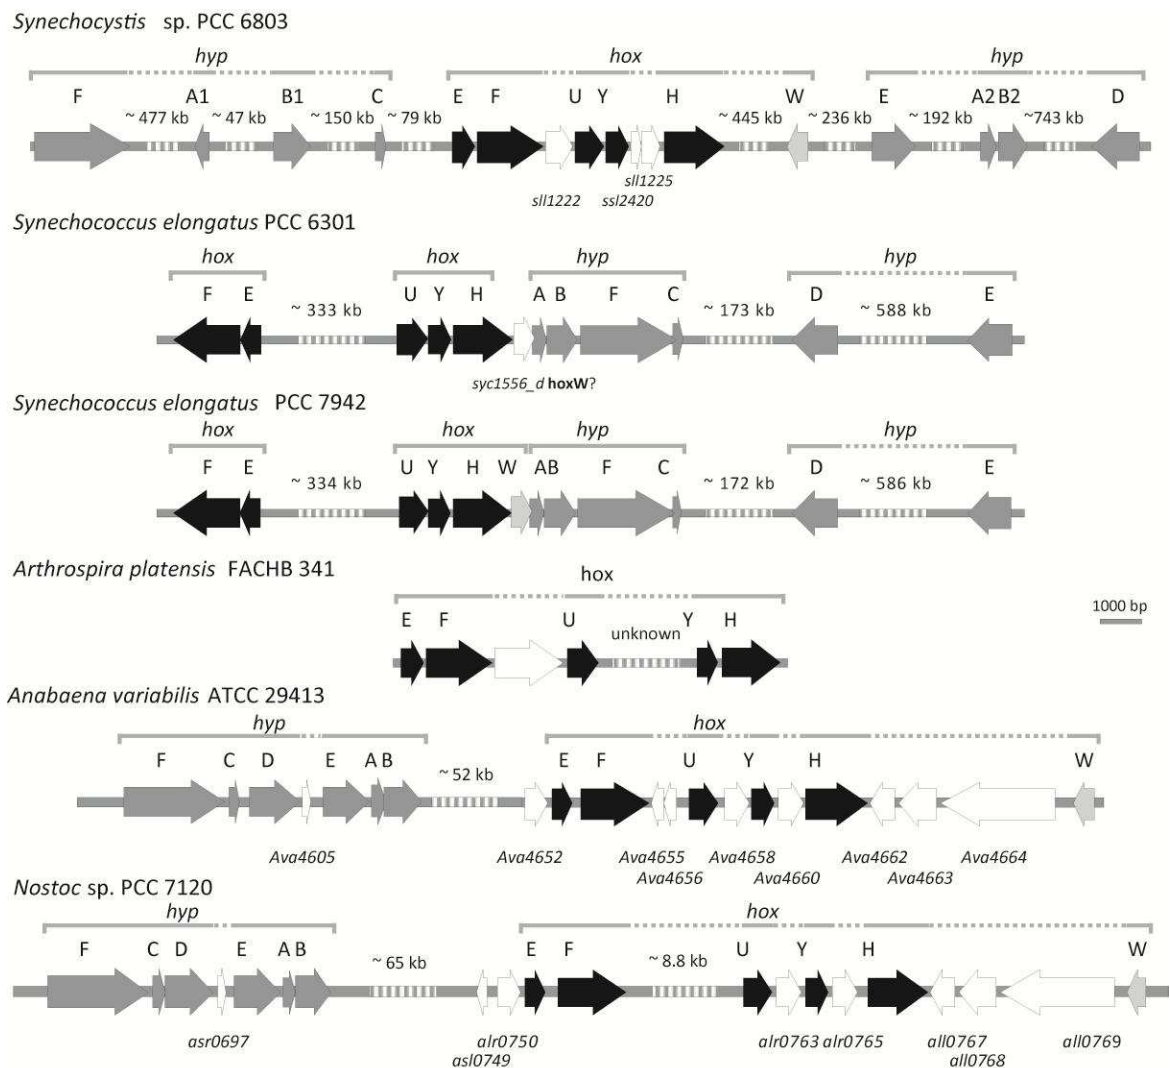 Synechocystis sp. PCC 6803
hyp hox hyp
F A1 B1 C E F U Y H W E A2 B2 D
~ 477 kb ~ 47 kb ~ 150 kb ~ 79 kb ~ 445 kb ~ 236 kb ~ 192 kb ~743 kb
sll1225
sll1222 ssl2420
Synechococcus elongatus PCC 6301
hox hox hyp hyp
F E U Y H A B F C D E
~ 333 kb ~ 173 kb ~ 588 kb
syc1556_d hoxW?
Synechococcus elongatus PCC 7942
hox hox hyp hyp
F E U Y H W A B F C D E
~ 334 kb ~ 172 kb ~ 586 kb
Arthrospira platensis FACHB 341
hox
1000 bp
E F U Y H
unknown
Anabaena variabilis ATCC 29413
hyp hox
F C D E A B E F U Y H W
~ 52 kb
Ava4605 Ava4652 Ava4655 Ava4658 Ava4662 Ava4664
Ava4656 Ava4660 Ava4663
Nostoc sp. PCC 7120
hyp hox
F C D E A B E F U Y H W
~ 65 kb ~ 8.8 kb
asr0697 alr0750 alr0763 alr0765 all0767 all0769
asl0749 all0768